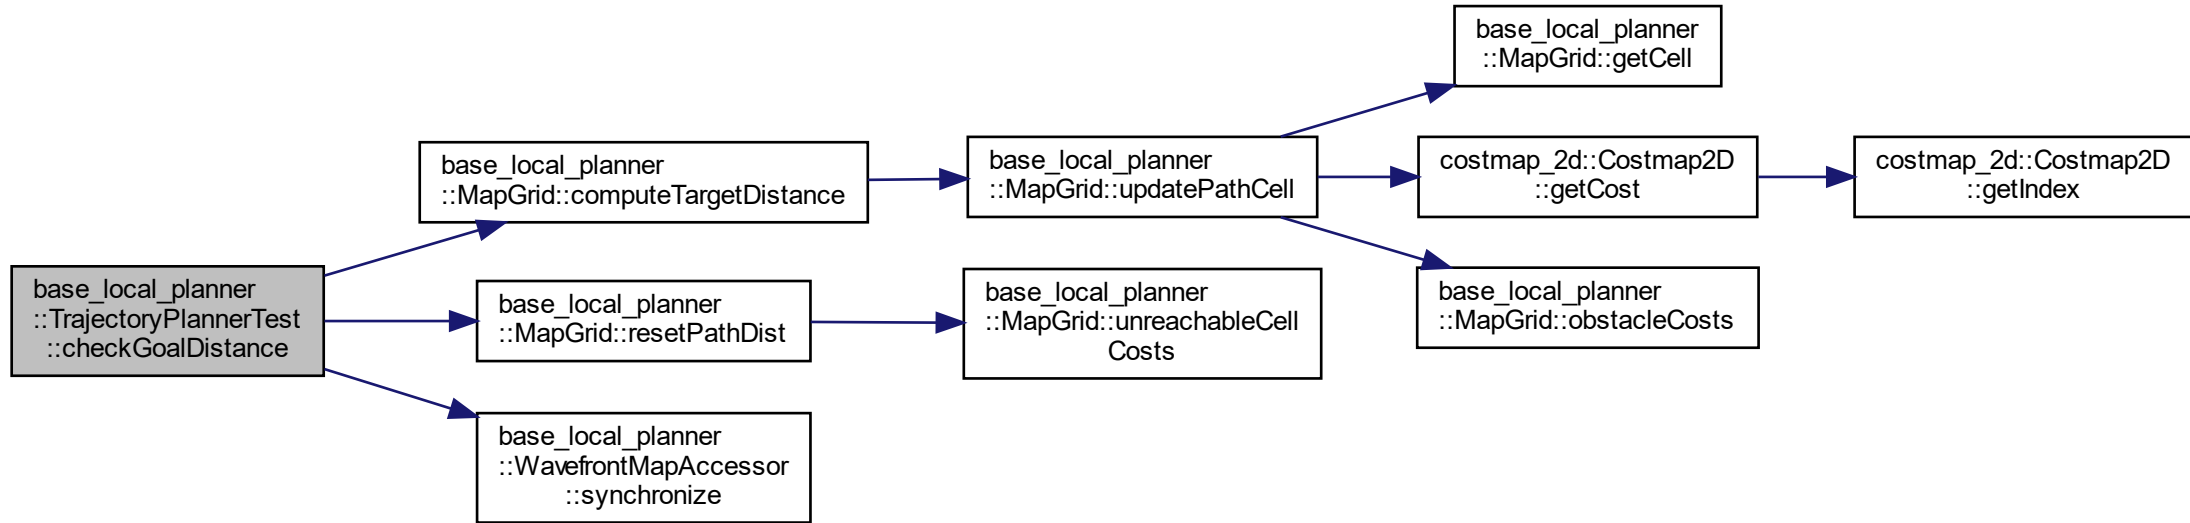 base_local_planner
::TrajectoryPlannerTest
::checkGoalDistance
base_local_planner
::MapGrid::computeTargetDistance
base_local_planner
::MapGrid::updatePathCell
base_local_planner
::MapGrid::getCell
costmap_2d::Costmap2D
::getCost
costmap_2d::Costmap2D
::getIndex
base_local_planner
::MapGrid::obstacleCosts
base_local_planner
::MapGrid::resetPathDist
base_local_planner
::MapGrid::unreachableCell
Costs
base_local_planner
::WavefrontMapAccessor
::synchronize